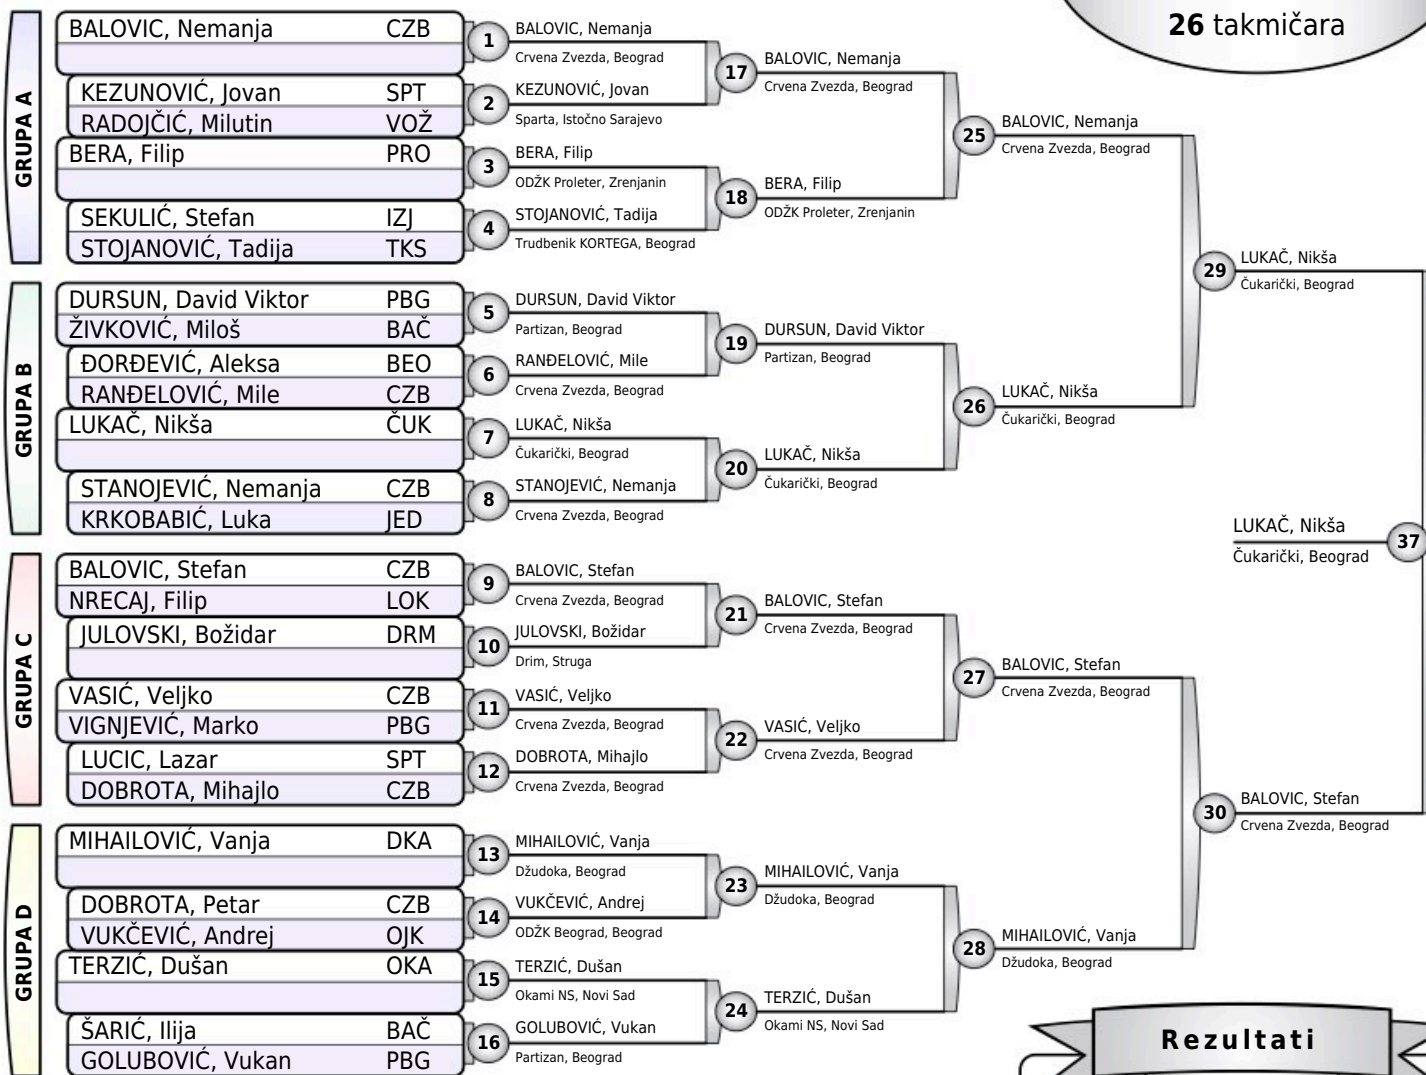 26 takmičara
GRUPA A
BALOVIC, Nemanja CZB
KEZUNOVIĆ, Jovan SPT
RADOJČIĆ, Milutin VOŽ
BERA, Filip PRO
SEKULIĆ, Stefan IZJ
STOJANOVIĆ, Tadija TKS
GRUPA B
DURSUN, David Viktor PBG
ŽIVKOVIĆ, Miloš BAČ
ĐORĐEVIĆ, Aleksa BEO
RANĐELOVIĆ, Mile CZB
LUKAČ, Nikša ČUK
STANOJEVIĆ, Nemanja CZB
KRKOBABIĆ, Luka JED
GRUPA C
BALOVIC, Stefan CZB
NRECAJ, Filip LOK
JULOVSKI, Božidar DRM
VASIĆ, Veljko CZB
VIGNJEVIĆ, Marko PBG
LUCIC, Lazar SPT
DOBROTA, Mihajlo CZB
GRUPA D
MIHAILOVIĆ, Vanja DKA
DOBROTA, Petar CZB
VUKČEVIĆ, Andrej OJK
TERZIĆ, Dušan OKA
ŠARIĆ, Ilija BAČ
GOLUBOVIĆ, Vukan PBG
1 BALOVIC, Nemanja
Crvena Zvezda, Beograd
2 KEZUNOVIĆ, Jovan
Sparta, Istočno Sarajevo
3 BERA, Filip
ODŽK Proleter, Zrenjanin
4 STOJANOVIĆ, Tadija
Trudbenik KORTEGA, Beograd
5 DURSUN, David Viktor
Partizan, Beograd
6 RANĐELOVIĆ, Mile
Crvena Zvezda, Beograd
7 LUKAČ, Nikša
Čukarički, Beograd
8 STANOJEVIĆ, Nemanja
Crvena Zvezda, Beograd
9 BALOVIC, Stefan
Crvena Zvezda, Beograd
10 JULOVSKI, Božidar
Drim, Struga
11 VASIĆ, Veljko
Crvena Zvezda, Beograd
12 DOBROTA, Mihajlo
Crvena Zvezda, Beograd
13 MIHAILOVIĆ, Vanja
Džudoka, Beograd
14 VUKČEVIĆ, Andrej
ODŽK Beograd, Beograd
15 TERZIĆ, Dušan
Okami NS, Novi Sad
16 GOLUBOVIĆ, Vukan
Partizan, Beograd
17 BALOVIC, Nemanja
Crvena Zvezda, Beograd
18 BERA, Filip
ODŽK Proleter, Zrenjanin
19 DURSUN, David Viktor
Partizan, Beograd
20 LUKAČ, Nikša
Čukarički, Beograd
21 BALOVIC, Stefan
Crvena Zvezda, Beograd
22 VASIĆ, Veljko
Crvena Zvezda, Beograd
23 MIHAILOVIĆ, Vanja
Džudoka, Beograd
24 TERZIĆ, Dušan
Okami NS, Novi Sad
25 BALOVIC, Nemanja
Crvena Zvezda, Beograd
26 LUKAČ, Nikša
Čukarički, Beograd
27 BALOVIC, Stefan
Crvena Zvezda, Beograd
28 MIHAILOVIĆ, Vanja
Džudoka, Beograd
29 LUKAČ, Nikša
Čukarički, Beograd
30 BALOVIC, Stefan
Crvena Zvezda, Beograd
LUKAČ, Nikša 37
Čukarički, Beograd
Rezultati